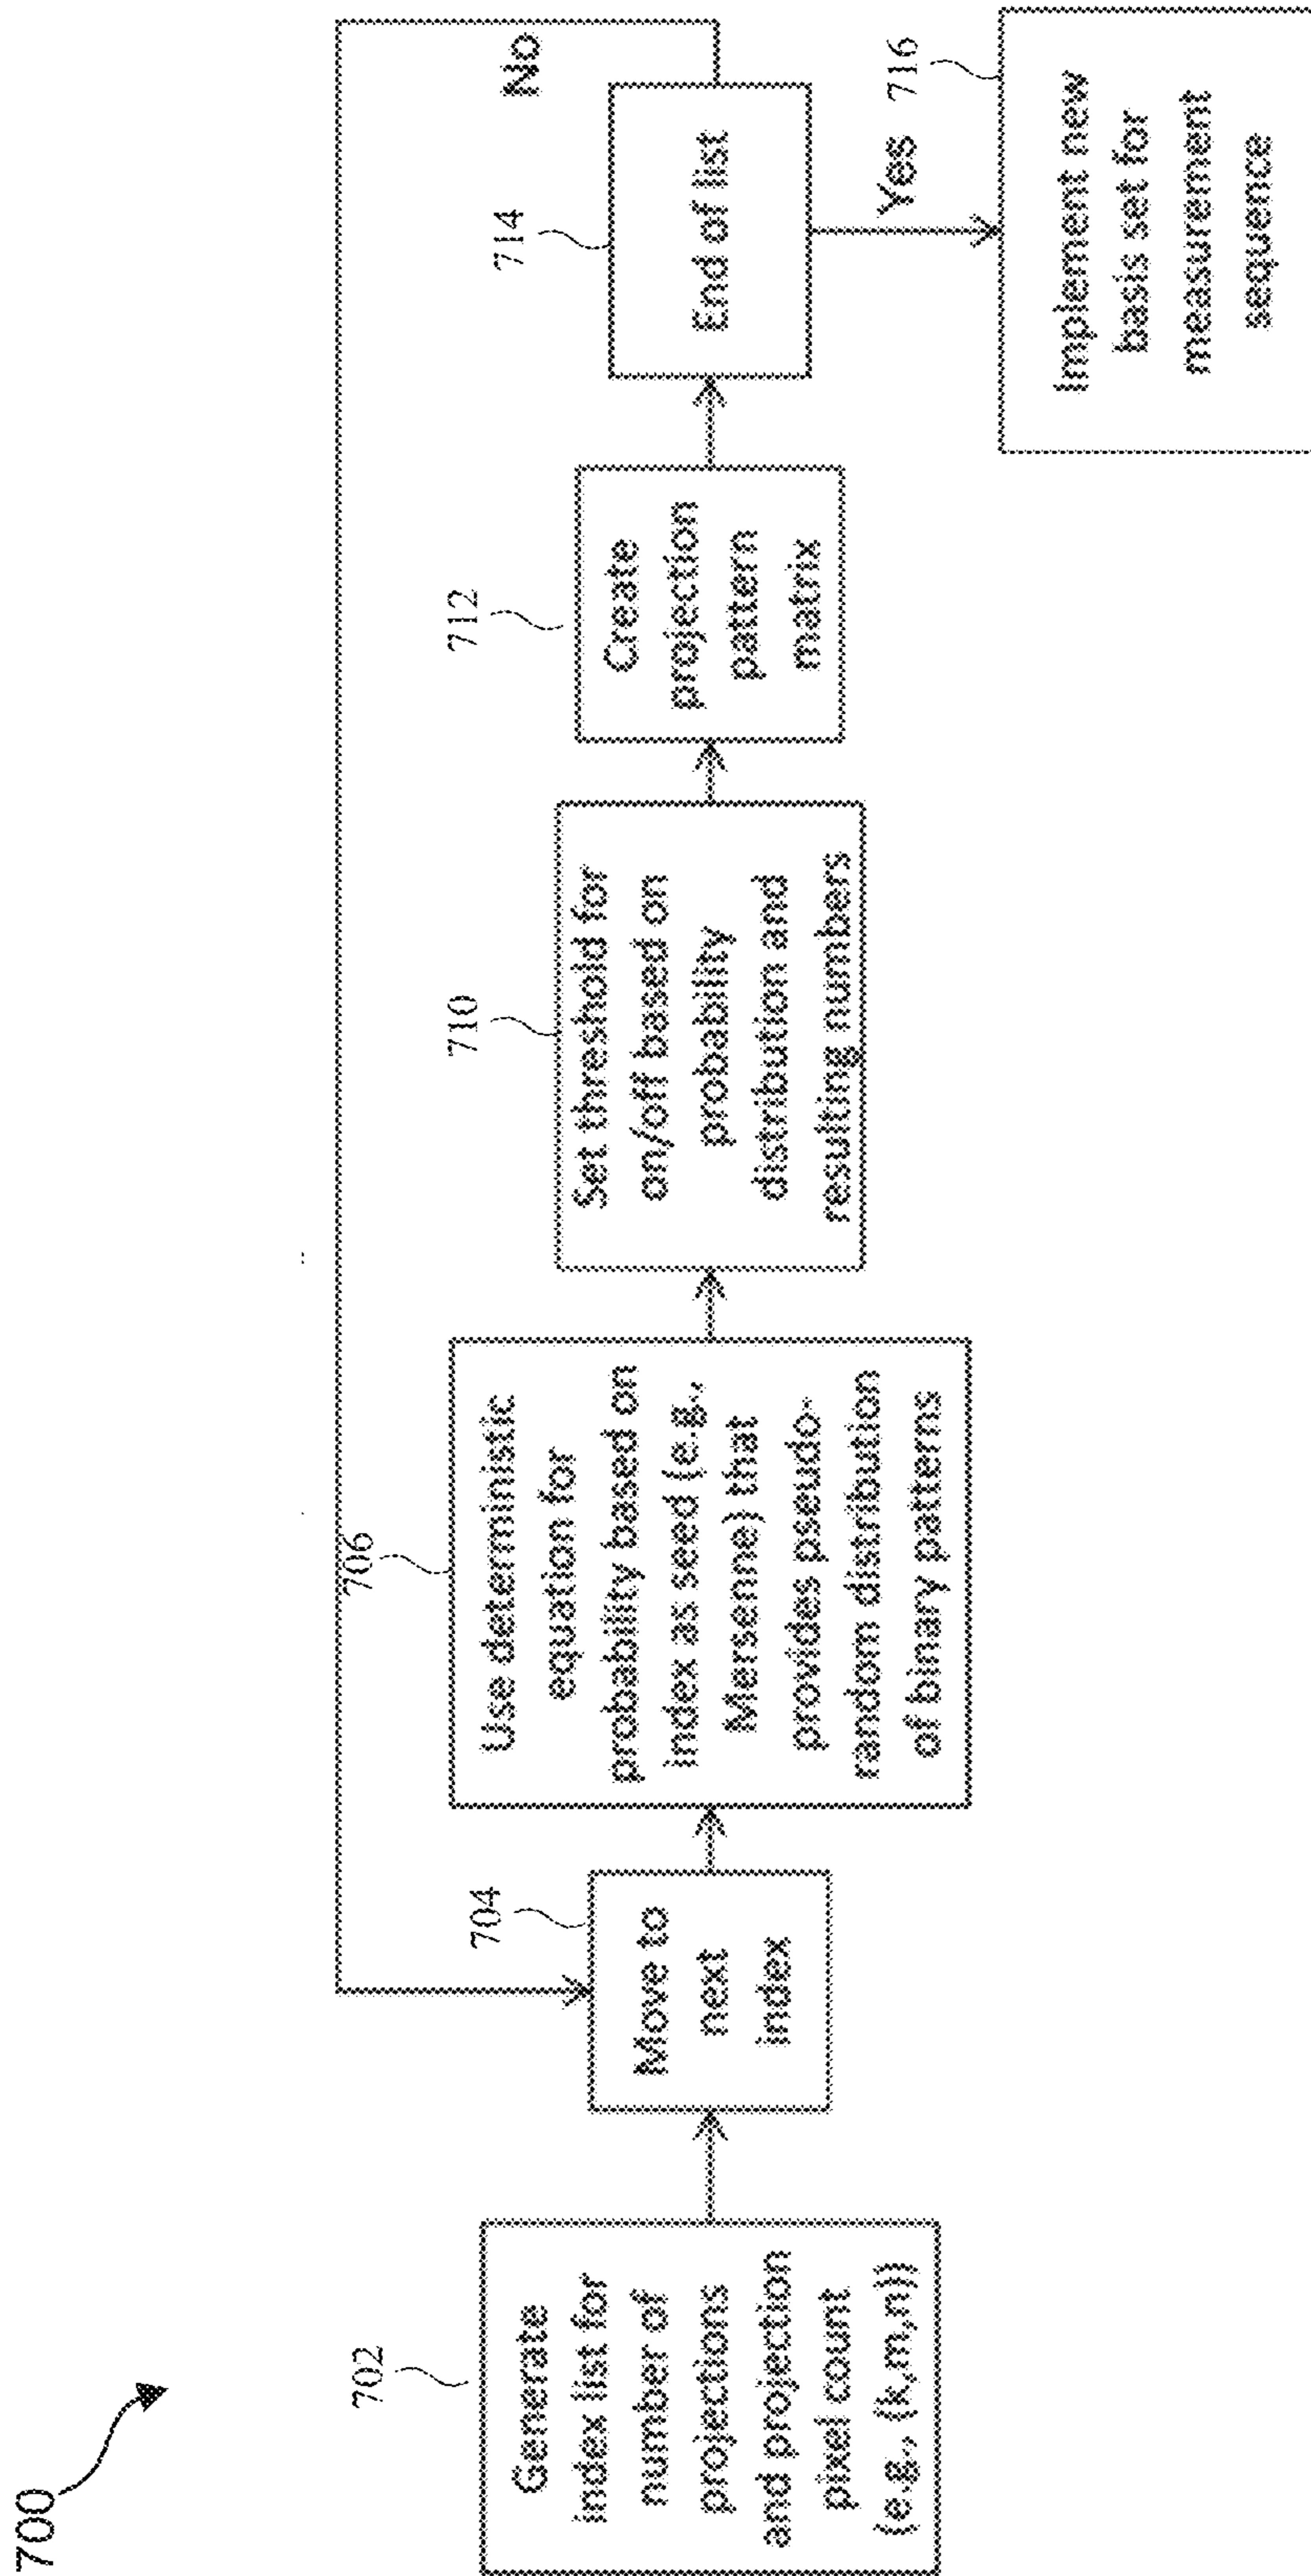 700
702
Generate
index list for
number of
projections
and projection
pixel count
(e.g., (k,m,n))
704
Move to
next
index
706
Use deterministic
equation for
probability based on
index as seed (e.g.,
Mersenne) that
provides pseudo-
random distribution
of binary patterns
710
Set threshold for
on/off based on
probability
distribution and
resulting numbers
712
Create
projection
pattern
matrix
714
End of list
No
Yes
716
Implement new
basis set for
measurement
sequence